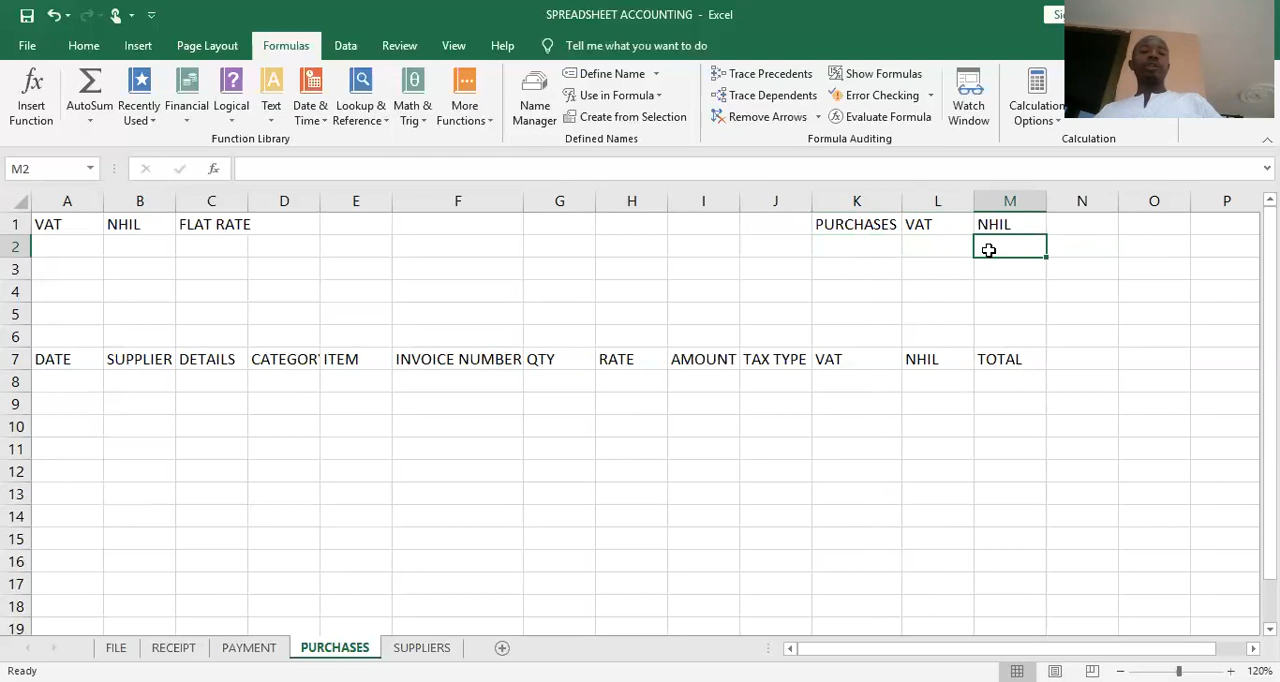 SPREADSHEET ACCOUNTING - Excel
File Home Insert Page Layout Formulas Data Review View Help Tell me what you want to do
Insert Function
AutoSum
Recently Used
Financial
Logical
Text
Date & Time
Lookup & Reference
Math & Trig
More Functions
Function Library
Name Manager
Define Name
Use in Formula
Create from Selection
Defined Names
Trace Precedents
Trace Dependents
Remove Arrows
Show Formulas
Error Checking
Evaluate Formula
Formula Auditing
Watch Window
Calculation Options
Calculation
M2 fx
A B C D E F G H I J K L M N O P
1 VAT NHIL FLAT RATE PURCHASES VAT NHIL
2
3
4
5
6
7 DATE SUPPLIER DETAILS CATEGORY ITEM INVOICE NUMBER QTY RATE AMOUNT TAX TYPE VAT NHIL TOTAL
8
9
10
11
12
13
14
15
16
17
18
19
FILE RECEIPT PAYMENT PURCHASES SUPPLIERS
Ready 120%